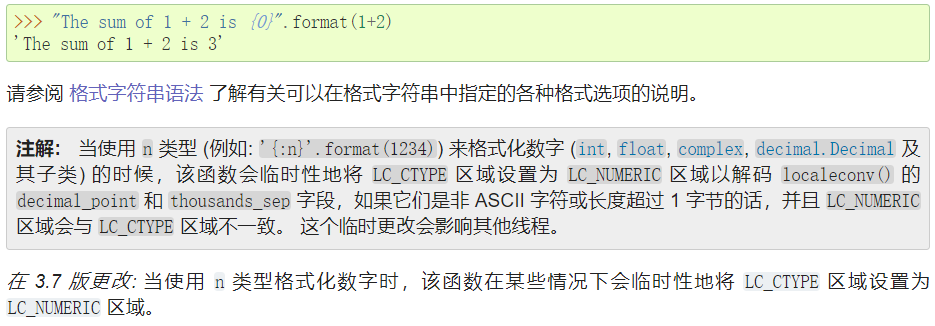 >>> "The sum of 1 + 2 is {0}".format(1+2)
'The sum of 1 + 2 is 3'
请参阅 格式字符串语法 了解有关可以在格式字符串中指定的各种格式选项的说明。
注解： 当使用 n 类型 (例如: '{:n}'.format(1234)) 来格式化数字 (int, float, complex, decimal.Decimal 及
其子类) 的时候，该函数会临时性地将 LC_CTYPE 区域设置为 LC_NUMERIC 区域以解码 localeconv() 的
decimal_point 和 thousands_sep 字段，如果它们是非 ASCII 字符或长度超过 1 字节的话，并且 LC_NUMERIC
区域会与 LC_CTYPE 区域不一致。 这个临时更改会影响其他线程。
在 3.7 版更改: 当使用 n 类型格式化数字时，该函数在某些情况下会临时性地将 LC_CTYPE 区域设置为
LC_NUMERIC 区域。